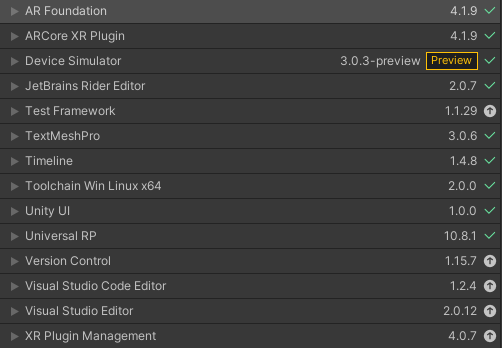 AR Foundation 4.1.9
ARCore XR Plugin 4.1.9
Device Simulator 3.0.3-preview Preview
JetBrains Rider Editor 2.0.7
Test Framework 1.1.29
TextMeshPro 3.0.6
Timeline 1.4.8
Toolchain Win Linux x64 2.0.0
Unity UI 1.0.0
Universal RP 10.8.1
Version Control 1.15.7
Visual Studio Code Editor 1.2.4
Visual Studio Editor 2.0.12
XR Plugin Management 4.0.7